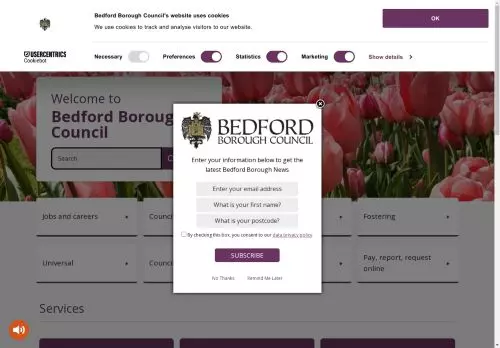 Bedford Borough Council's website uses cookies
We use cookies to track and analyse visitors to our website.
OK
USERCENTRICS
Cookiebot
Necessary
Preferences
Statistics
Marketing
Show details
Welcome to
Bedford Borough
Council
Search
BEDFORD
BOROUGH COUNCIL
Enter your information below to get the
latest Bedford Borough News
Enter your email address
What is your first name?
What is your postcode?
By checking this box, you consent to our data privacy policy.
SUBSCRIBE
No Thanks
Remind Me Later
Jobs and careers
Council
Fostering
Universal
Council
Pay, report, request
online
Services